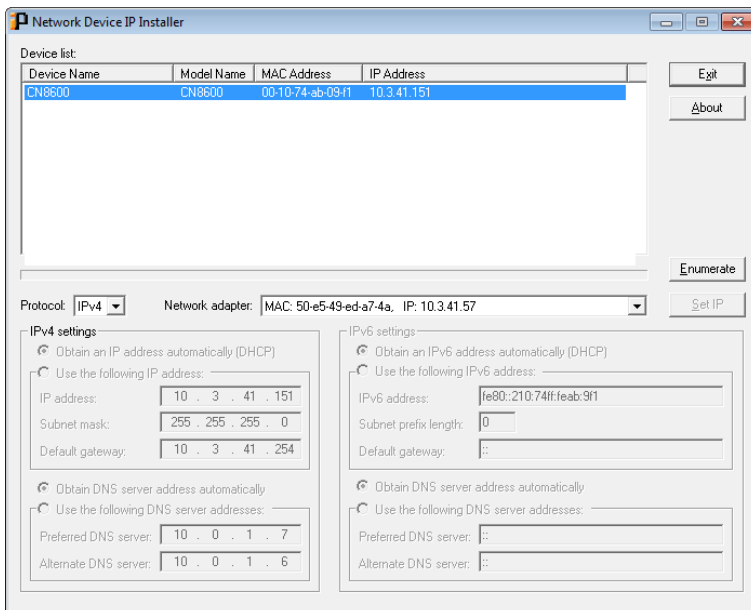 Network Device IP Installer
Device list:
Device Name Model Name MAC Address IP Address
CN8600 CN8600 00-10-74-ab-09-f1 10.3.41.151
Exit
About
Enumerate
Protocol: IPv4 Network adapter: MAC: 50-e5-49-ed-a7-4a, IP: 10.3.41.57 Set IP
IPv4 settings
Obtain an IP address automatically (DHCP)
Use the following IP address:
IP address: 10 . 3 . 41 . 151
Subnet mask: 255 . 255 . 255 . 0
Default gateway: 10 . 3 . 41 . 254
Obtain DNS server address automatically
Use the following DNS server addresses:
Preferred DNS server: 10 . 0 . 1 . 7
Alternate DNS server: 10 . 0 . 1 . 6
IPv6 settings
Obtain an IPv6 address automatically (DHCP)
Use the following IPv6 address:
IPv6 address: fe80::210:74ff:feab:9f1
Subnet prefix length: 0
Default gateway: ::
Obtain DNS server address automatically
Use the following DNS server addresses:
Preferred DNS server: ::
Alternate DNS server: ::